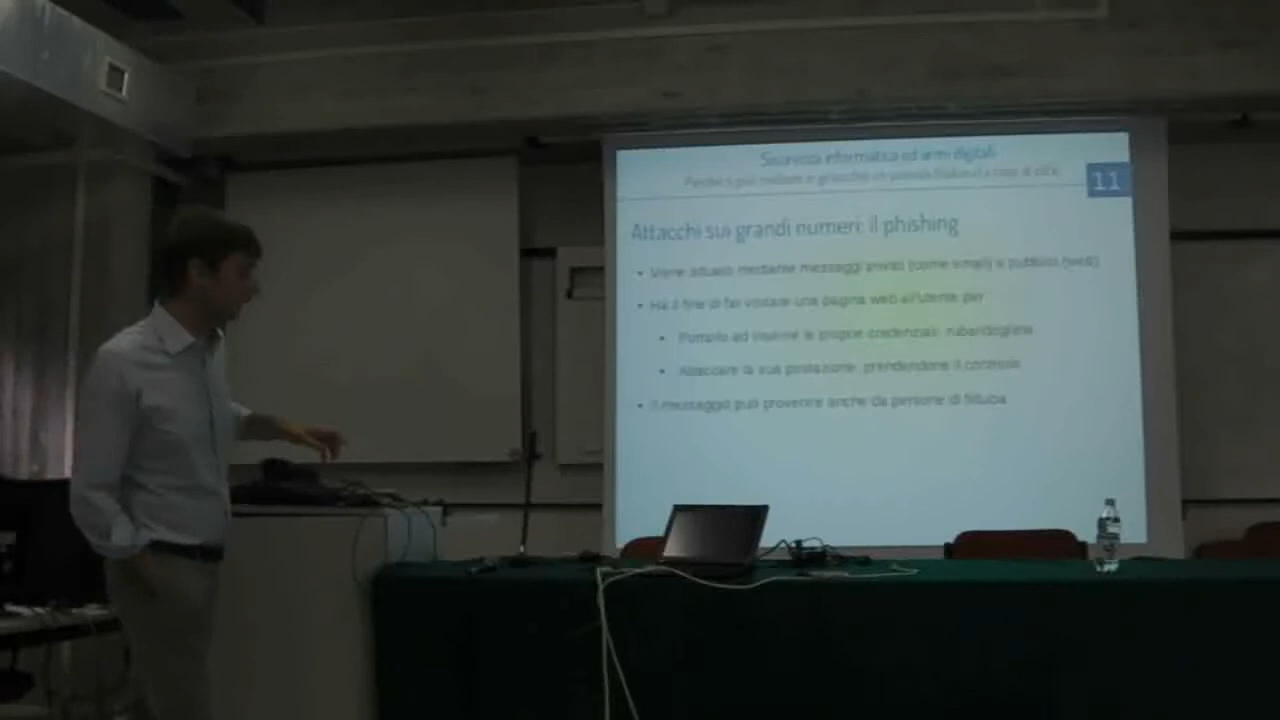 Sicurezza informatica ed armi digitali
11
Attacchi sui grandi numeri: il phishing
Viene attuato mediante messaggi privati (come email) o pubblici (web)
Ha il fine di far visitare una pagina web all'utente per
Portarlo ad inserire le proprie credenziali, rubandogliele
Attaccare la sua postazione, prendendone il controllo
Il messaggio può provenire anche da persone di fiducia